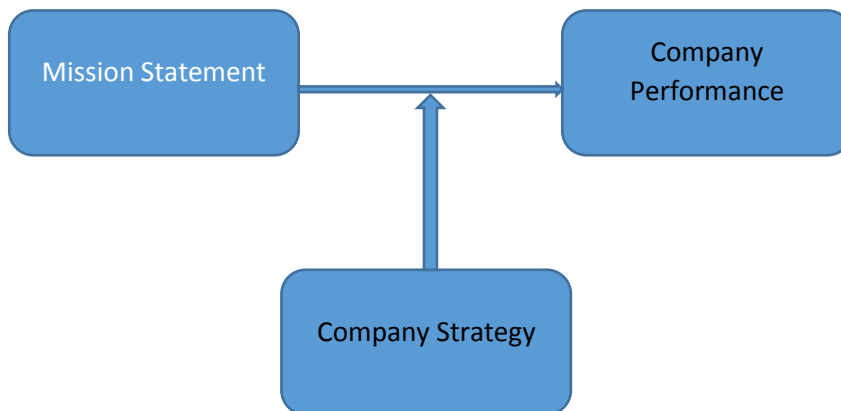 Mission Statement
Company
Performance
Company Strategy